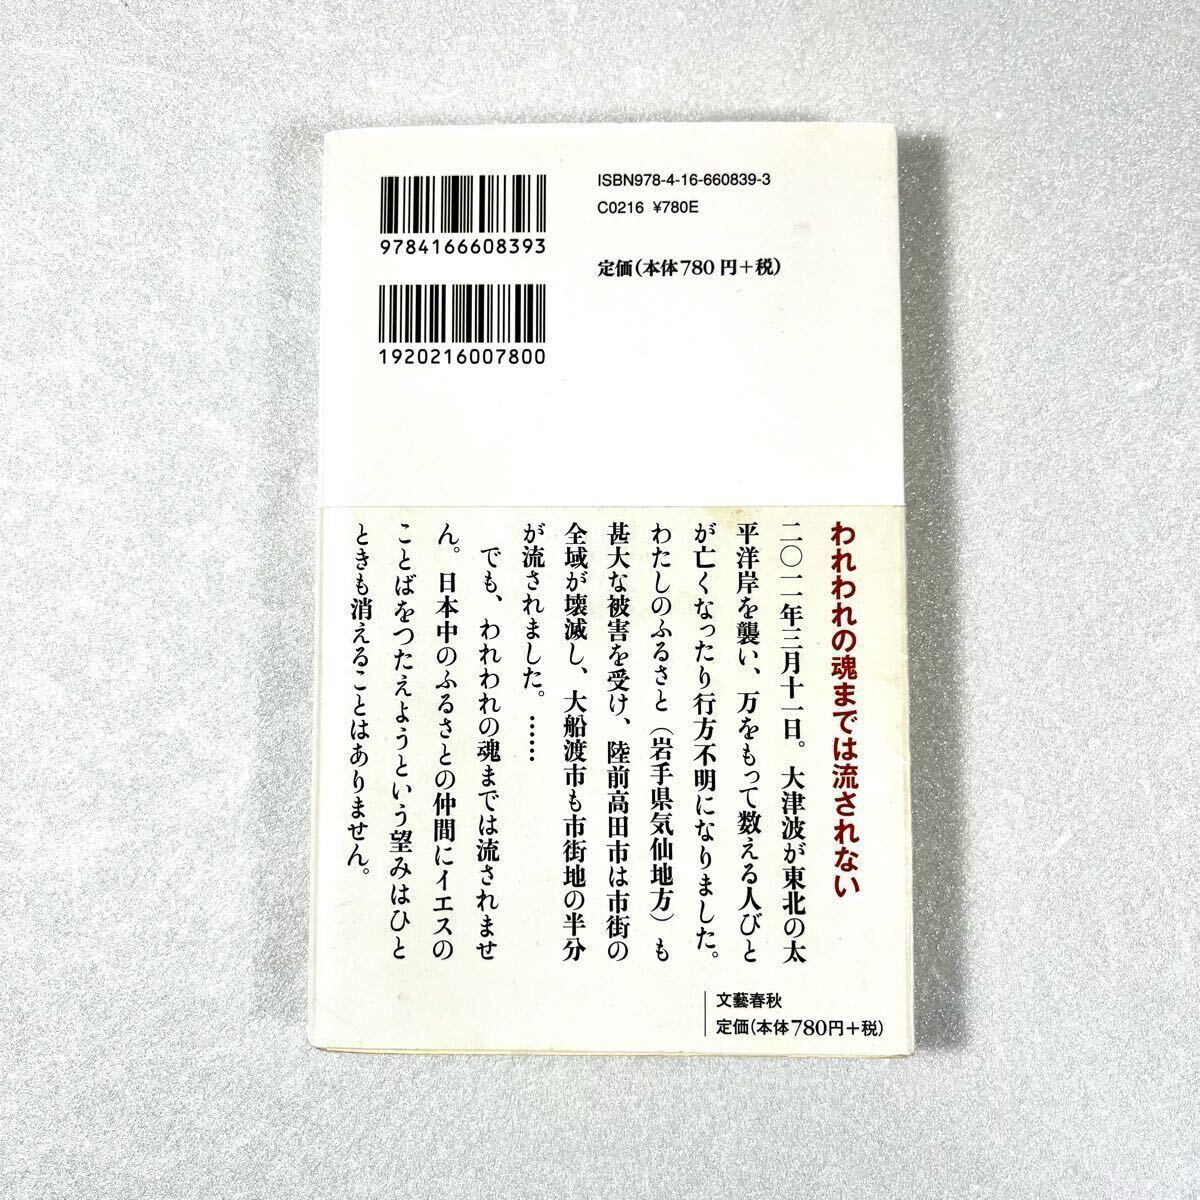 9784166608393
1920216007800
ISBN978-4-16-660839-3
C0216 ¥780E
定価(本体780円+税)
われわれの魂までは流されない
二〇一一年三月十一日。大津波が東北の太
平洋岸を襲い、万をもって数える人びと
が亡くなったり行方不明になりました。
わたしのふるさと(岩手県気仙地方)も
甚大な被害を受け、陸前高田市は市街の
全域が壊滅し、大船渡市も市街地の半分
が流されました。……
でも、われわれの魂までは流されませ
ん。日本中のふるさとの仲間にイエスの
ことばをつたえようという望みはひと
ときも消えることはありません。
文藝春秋
定価(本体780円+税)